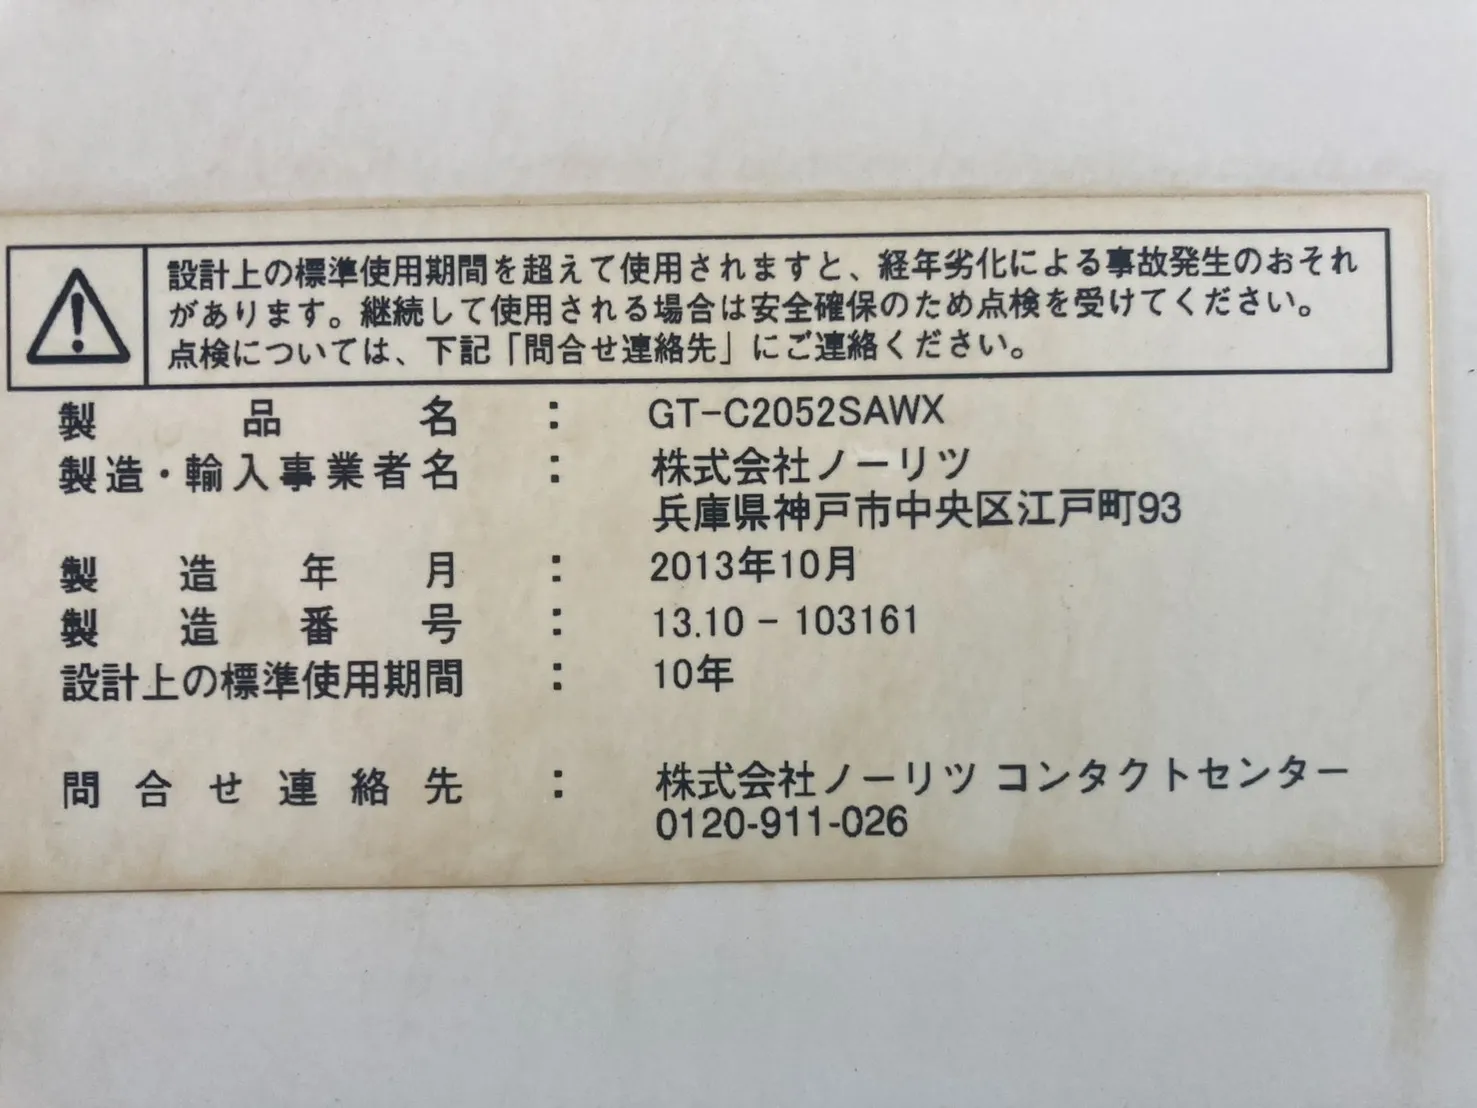 設計上の標準使用期間を超えて使用されますと、経年劣化による事故発生のおそれ
があります。継続して使用される場合は安全確保のため点検を受けてください。
点検については、下記「問合せ連絡先」にご連絡ください。
製品名：GT-C2052SAWX
製造・輸入事業者名：株式会社ノーリツ
兵庫県神戸市中央区江戸町93
製造年月：2013年10月
製造番号：13.10－103161
設計上の標準使用期間：10年
問合せ連絡先：株式会社ノーリツ コンタクトセンター
0120-911-026